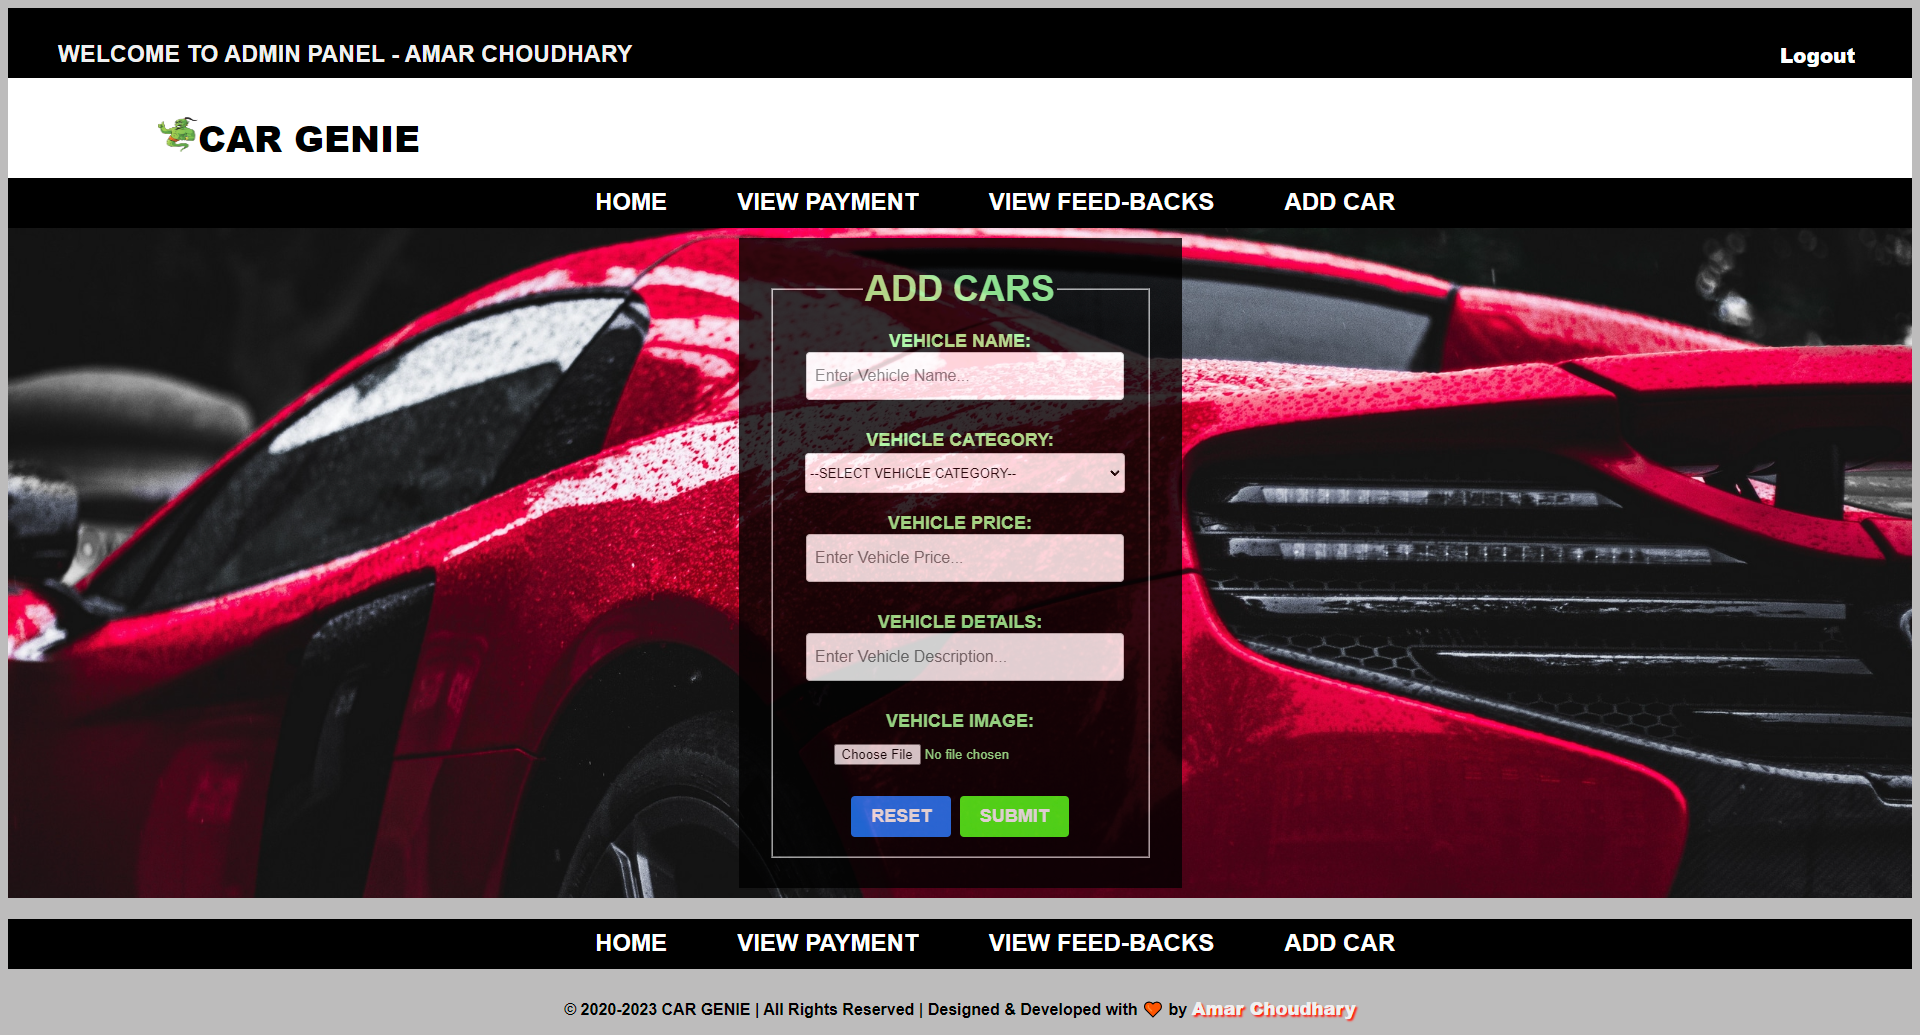 WELCOME TO ADMIN PANEL - AMAR CHOUDHARY
Logout
CAR GENIE
HOME VIEW PAYMENT VIEW FEED-BACKS ADD CAR
ADD CARS
VEHICLE NAME:
Enter Vehicle Name...
VEHICLE CATEGORY:
--SELECT VEHICLE CATEGORY--
VEHICLE PRICE:
Enter Vehicle Price...
VEHICLE DETAILS:
Enter Vehicle Description...
VEHICLE IMAGE:
Choose File No file chosen
RESET SUBMIT
HOME VIEW PAYMENT VIEW FEED-BACKS ADD CAR
© 2020-2023 CAR GENIE | All Rights Reserved | Designed & Developed with 🧡 by Amar Choudhary